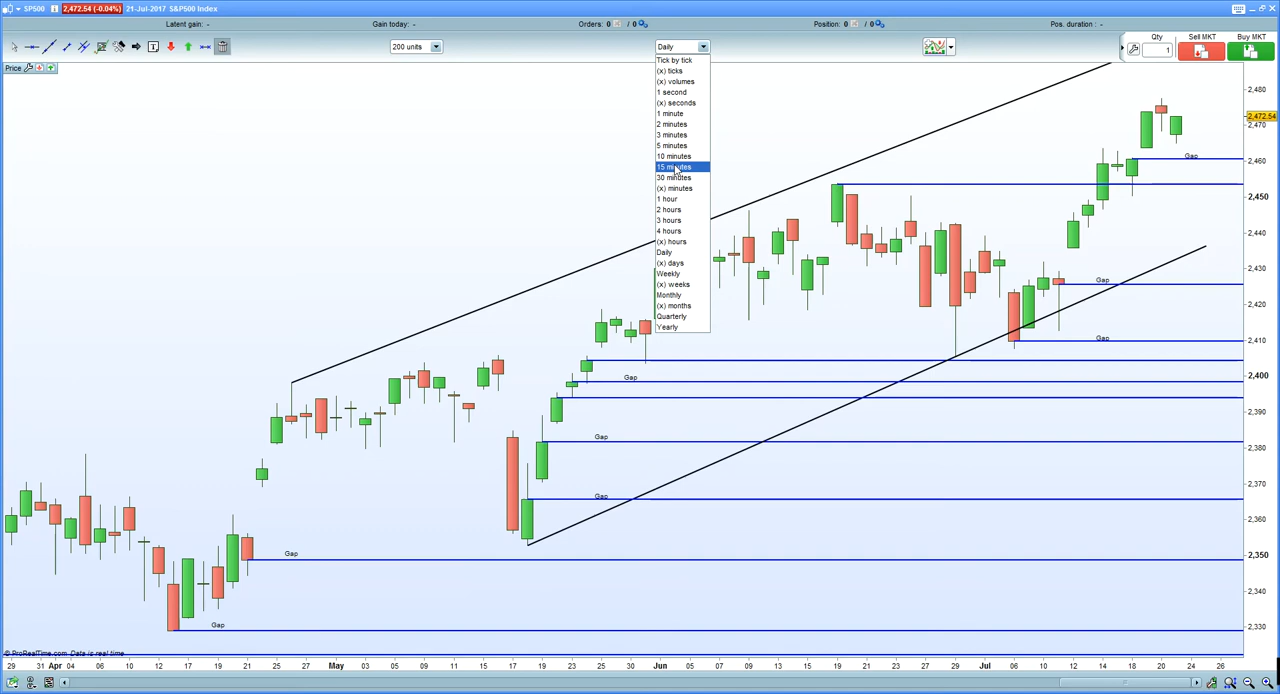 SP500 2,472.54 (-0.04%) 21-Jul-2017 S&P500 Index
Latent gain: - Gain today: - Orders: 0 / 0 Position: 0 / 0 Pos. duration : -
200 units Daily Qty Sell MKT Buy MKT
1
Price
Tick by tick
(x) ticks
(x) volumes
1 second
(x) seconds
1 minute
2 minutes
3 minutes
5 minutes
10 minutes
15 minutes
30 minutes
(x) minutes
1 hour
2 hours
3 hours
4 hours
(x) hours
Daily
(x) days
Weekly
(x) weeks
Monthly
(x) months
Quarterly
Yearly
2,480
2,472.54
2,470
Gap
2,460
2,450
2,440
2,430
Gap
2,420
2,410
Gap
2,400
Gap
2,390
Gap
2,380
2,370
Gap
2,360
2,350
Gap
2,340
2,330
Gap
© ProRealTime.com Data is real time
29 31 Apr 04 06 10 12 17 19 21 25 27 May 03 05 09 11 15 17 19 23 25 30 Jun 05 07 09 13 15 19 21 23 27 29 Jul 06 10 12 14 18 20 24 26